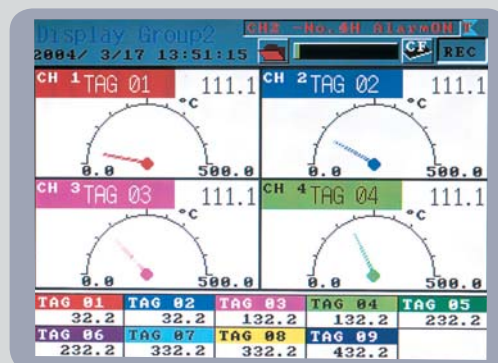 Display Group2 CH2 -No.4H AlarmON
2004/ 3/17 13:51:15 CF REC
CH 1 TAG 01 111.1 CH 2 TAG 02 111.1
°C °C
0.0 500.0 0.0 500.0
CH 3 TAG 03 111.1 CH 4 TAG 04 111.1
°C °C
0.0 500.0 0.0 500.0
TAG 01 TAG 02 TAG 03 TAG 04 TAG 05
32.2 32.2 132.2 132.2 232.2
TAG 06 TAG 07 TAG 08 TAG 09
232.2 332.2 332.2 432.2